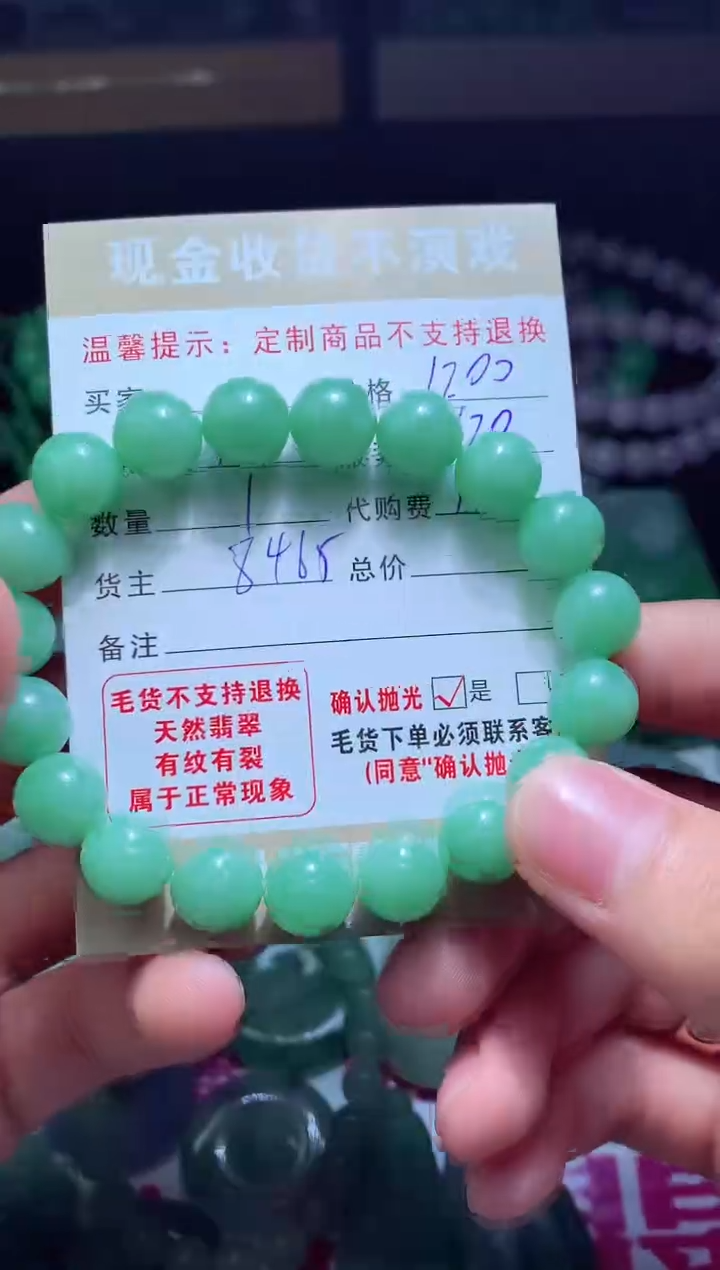 现金收货不演戏
温馨提示：定制商品不支持退换
买家 格 1200
数量 1 代购费
货主 8465 总价
备注
毛货不支持退换
天然翡翠
有纹有裂
属于正常现象
确认抛光 是
毛货下单必须联系客
(同意"确认抛